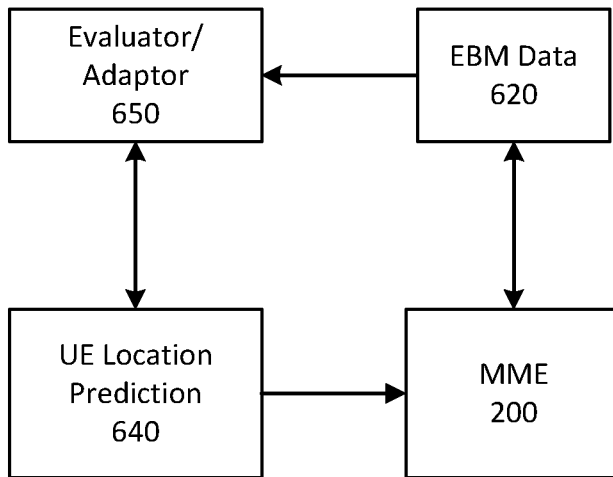 Evaluator/
Adaptor
650
EBM Data
620
UE Location
Prediction
640
MME
200